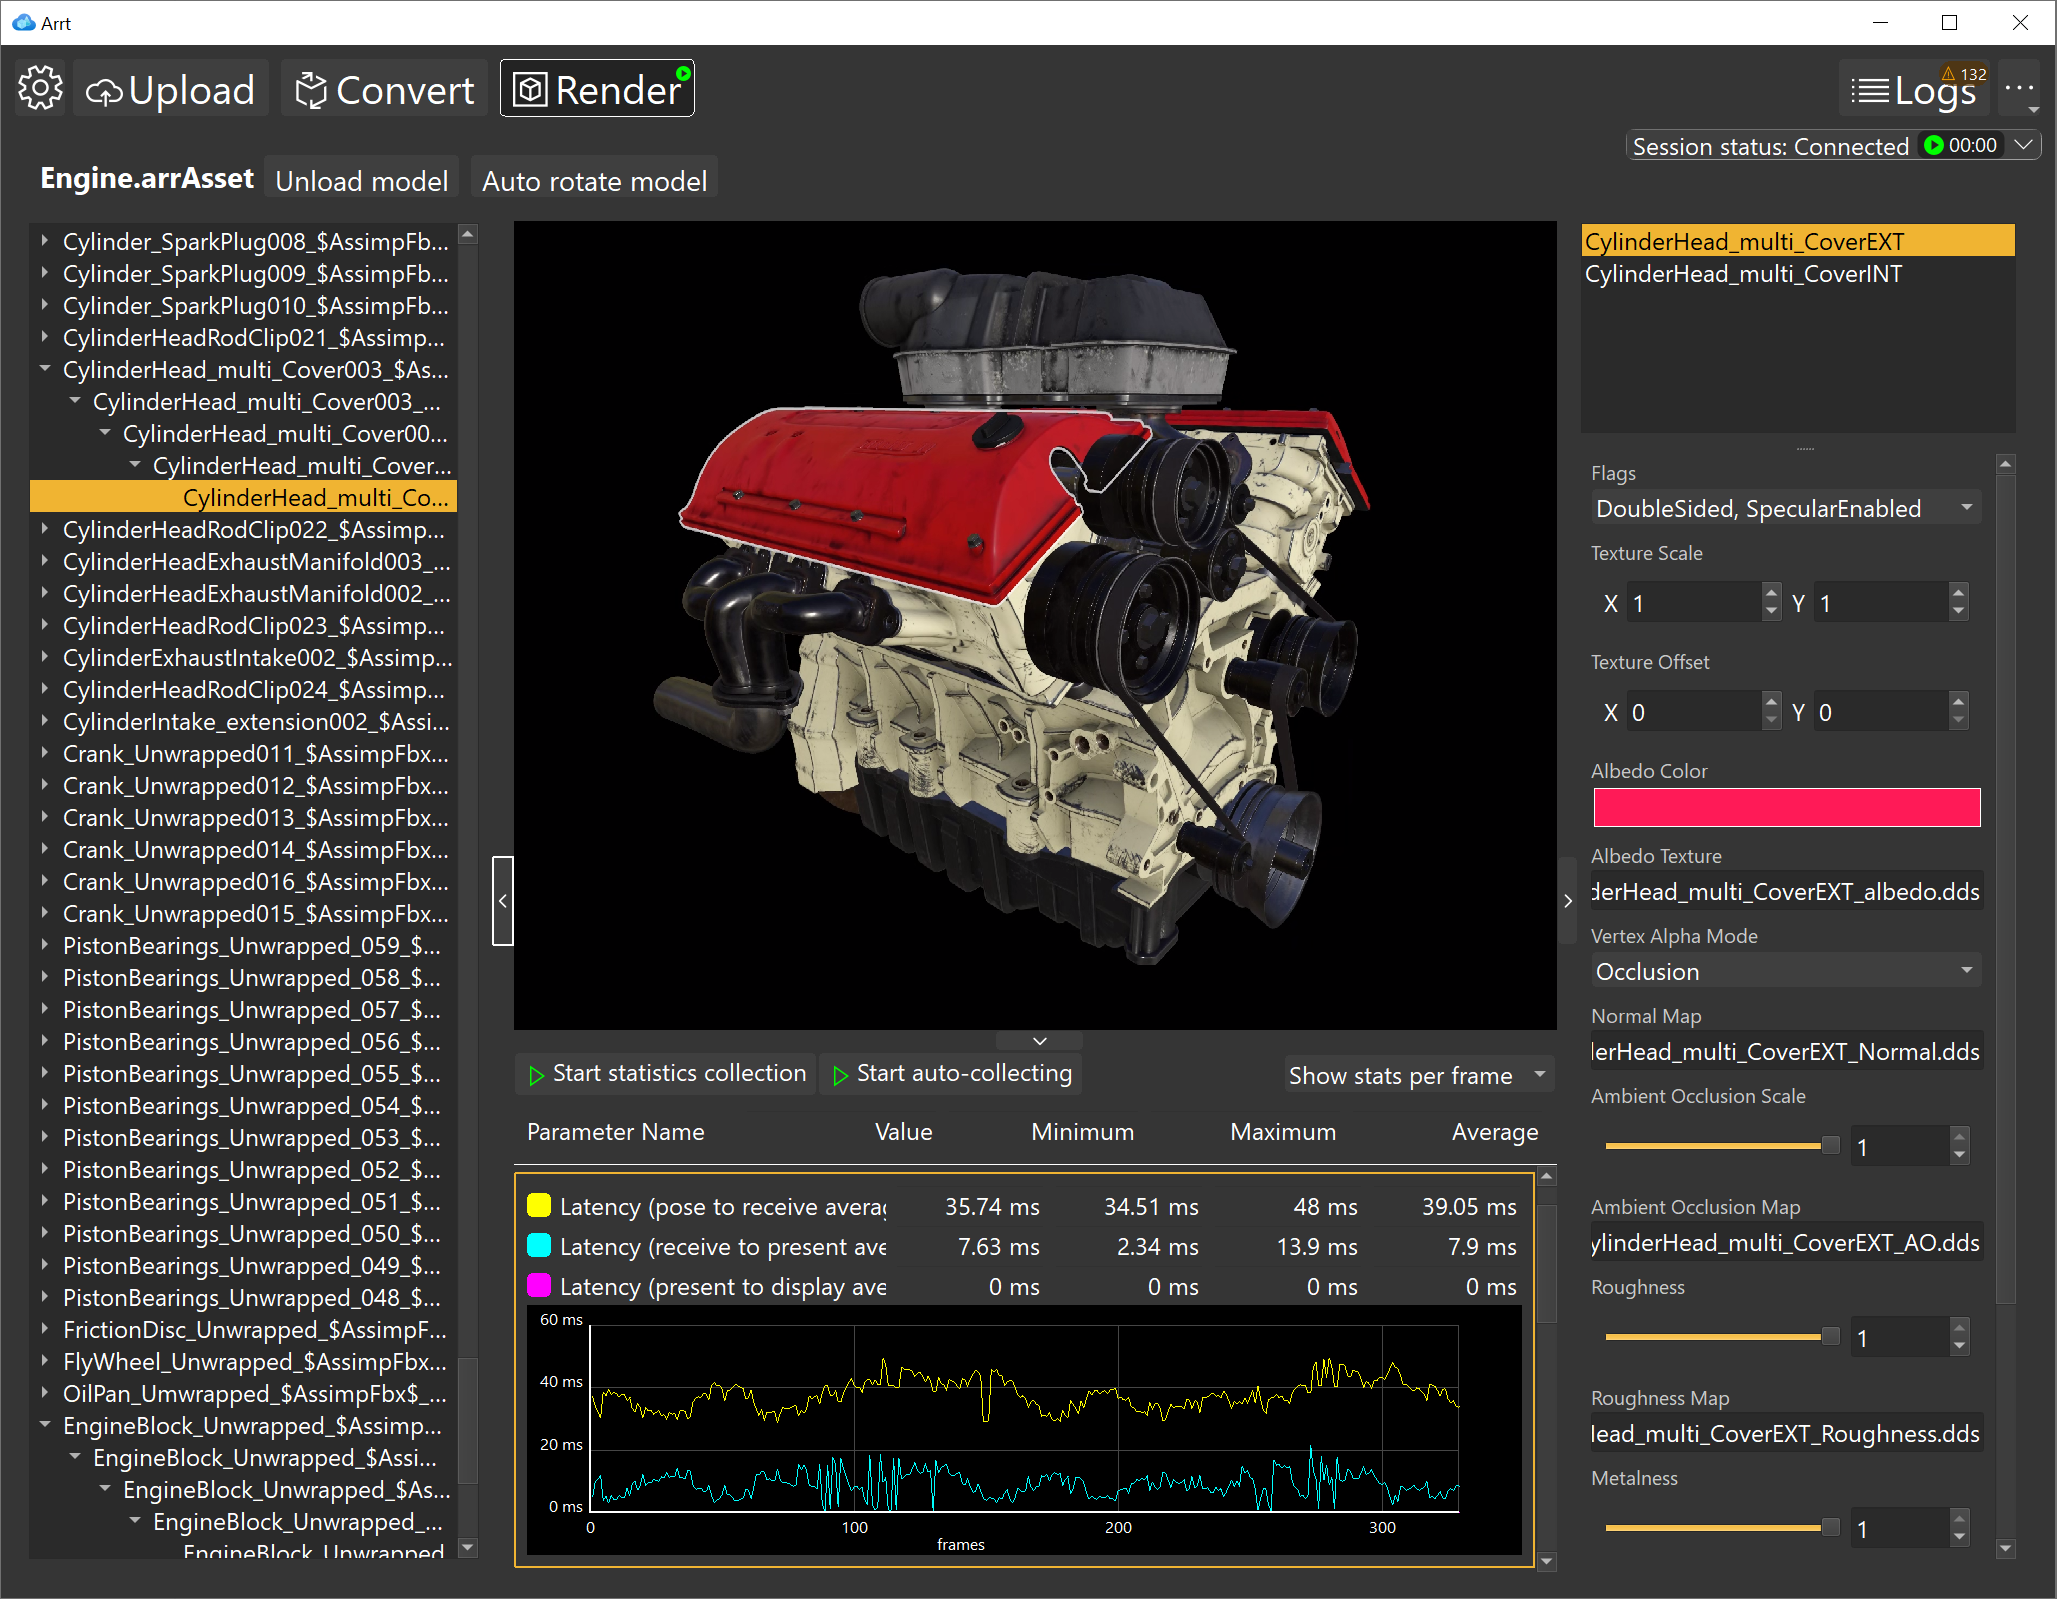 Arrt
Upload
Convert
Render
Logs
132
...
Session status: Connected
00:00
Engine.arrAsset
Unload model
Auto rotate model
Cylinder_SparkPlug008_$AssimpFb...
Cylinder_SparkPlug009_$AssimpFb...
Cylinder_SparkPlug010_$AssimpFb...
CylinderHeadRodClip021_$Assimp...
CylinderHead_multi_Cover003_$As...
CylinderHead_multi_Cover003_...
CylinderHead_multi_Cover00...
CylinderHead_multi_Cover...
CylinderHead_multi_Co...
CylinderHeadRodClip022_$Assimp...
CylinderHeadExhaustManifold003_...
CylinderHeadExhaustManifold002_...
CylinderHeadRodClip023_$Assimp...
CylinderExhaustIntake002_$Assimp...
CylinderHeadRodClip024_$Assimp...
CylinderIntake_extension002_$Assi...
Crank_Unwrapped011_$AssimpFbx...
Crank_Unwrapped012_$AssimpFbx...
Crank_Unwrapped013_$AssimpFbx...
Crank_Unwrapped014_$AssimpFbx...
Crank_Unwrapped016_$AssimpFbx...
Crank_Unwrapped015_$AssimpFbx...
PistonBearings_Unwrapped_059_$...
PistonBearings_Unwrapped_058_$...
PistonBearings_Unwrapped_057_$...
PistonBearings_Unwrapped_056_$...
PistonBearings_Unwrapped_055_$...
PistonBearings_Unwrapped_054_$...
PistonBearings_Unwrapped_053_$...
PistonBearings_Unwrapped_052_$...
PistonBearings_Unwrapped_051_$...
PistonBearings_Unwrapped_050_$...
PistonBearings_Unwrapped_049_$...
PistonBearings_Unwrapped_048_$...
FrictionDisc_Unwrapped_$AssimpF...
FlyWheel_Unwrapped_$AssimpFbx...
OilPan_Umwrapped_$AssimpFbx$_...
EngineBlock_Unwrapped_$Assimp...
EngineBlock_Unwrapped_$Assi...
EngineBlock_Unwrapped_$As...
EngineBlock_Unwrapped_...
EngineBlock_Unwrapped
Start statistics collection
Start auto-collecting
Show stats per frame
Parameter Name Value Minimum Maximum Average
Latency (pose to receive averag 35.74 ms 34.51 ms 48 ms 39.05 ms
Latency (receive to present ave 7.63 ms 2.34 ms 13.9 ms 7.9 ms
Latency (present to display ave 0 ms 0 ms 0 ms 0 ms
60 ms
40 ms
20 ms
0 ms
0 100 200 300
frames
CylinderHead_multi_CoverEXT
CylinderHead_multi_CoverINT
Flags
DoubleSided, SpecularEnabled
Texture Scale
X 1 Y 1
Texture Offset
X 0 Y 0
Albedo Color
Albedo Texture
derHead_multi_CoverEXT_albedo.dds
Vertex Alpha Mode
Occlusion
Normal Map
lerHead_multi_CoverEXT_Normal.dds
Ambient Occlusion Scale
1
Ambient Occlusion Map
ylinderHead_multi_CoverEXT_AO.dds
Roughness
1
Roughness Map
lead_multi_CoverEXT_Roughness.dds
Metalness
1